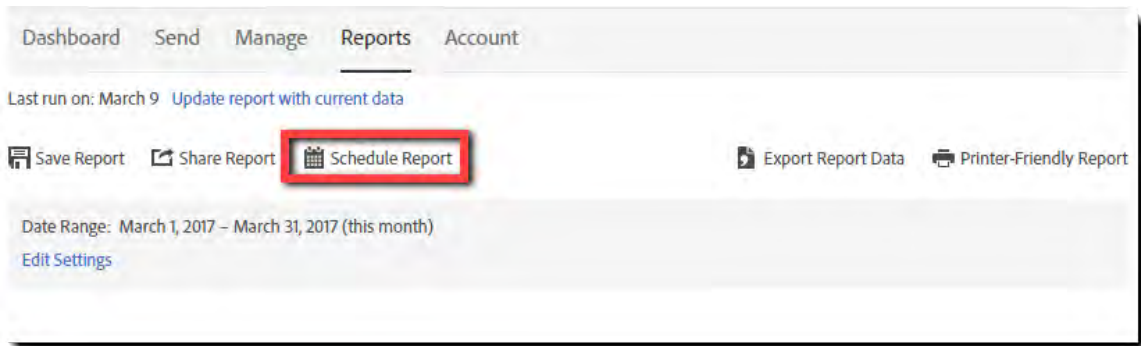 Dashboard Send Manage Reports Account
Last run on: March 9 Update report with current data
Save Report Share Report Schedule Report Export Report Data Printer-Friendly Report
Date Range: March 1, 2017 – March 31, 2017 (this month)
Edit Settings